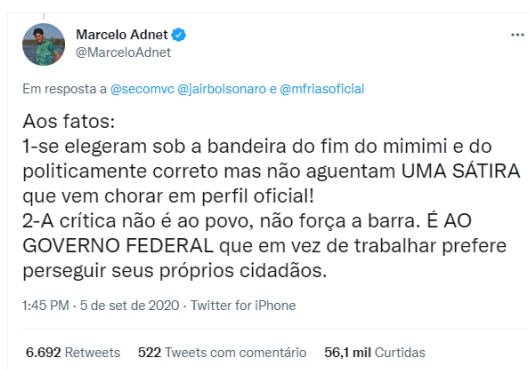 Marcelo Adnet
@MarceloAdnet
...
Em resposta a @secomvc @jairbolsonaro e @mfriasoficial
Aos fatos:
1-se elegeram sob a bandeira do fim do mimimi e do
politicamente correto mas não aguentam UMA SÁTIRA
que vem chorar em perfil oficial!
2-A crítica não é ao povo, não força a barra. É AO
GOVERNO FEDERAL que em vez de trabalhar prefere
perseguir seus próprios cidadãos.
1:45 PM · 5 de set de 2020 · Twitter for iPhone
6.692 Retweets 522 Tweets com comentário 56,1 mil Curtidas